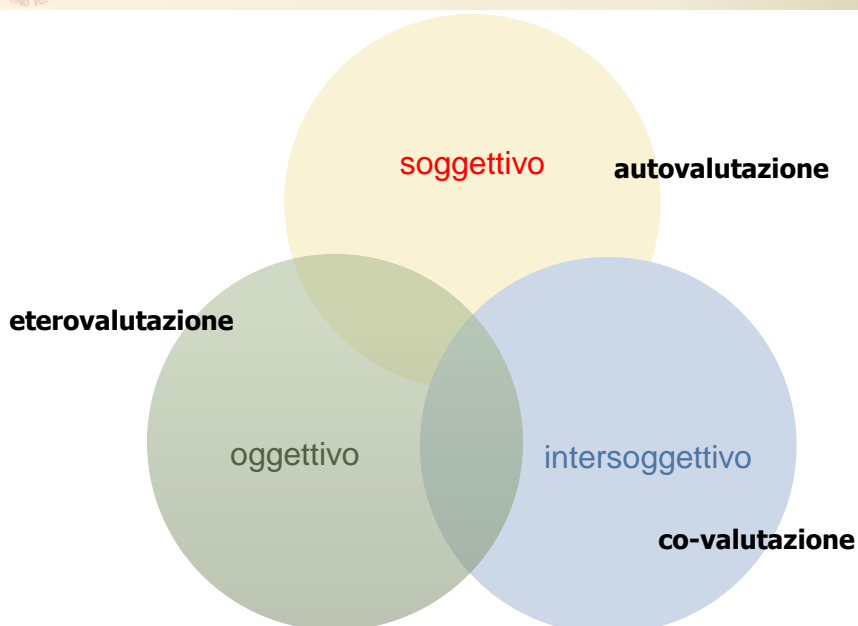 soggettivo
autovalutazione
eterovalutazione
oggettivo
intersoggettivo
co-valutazione